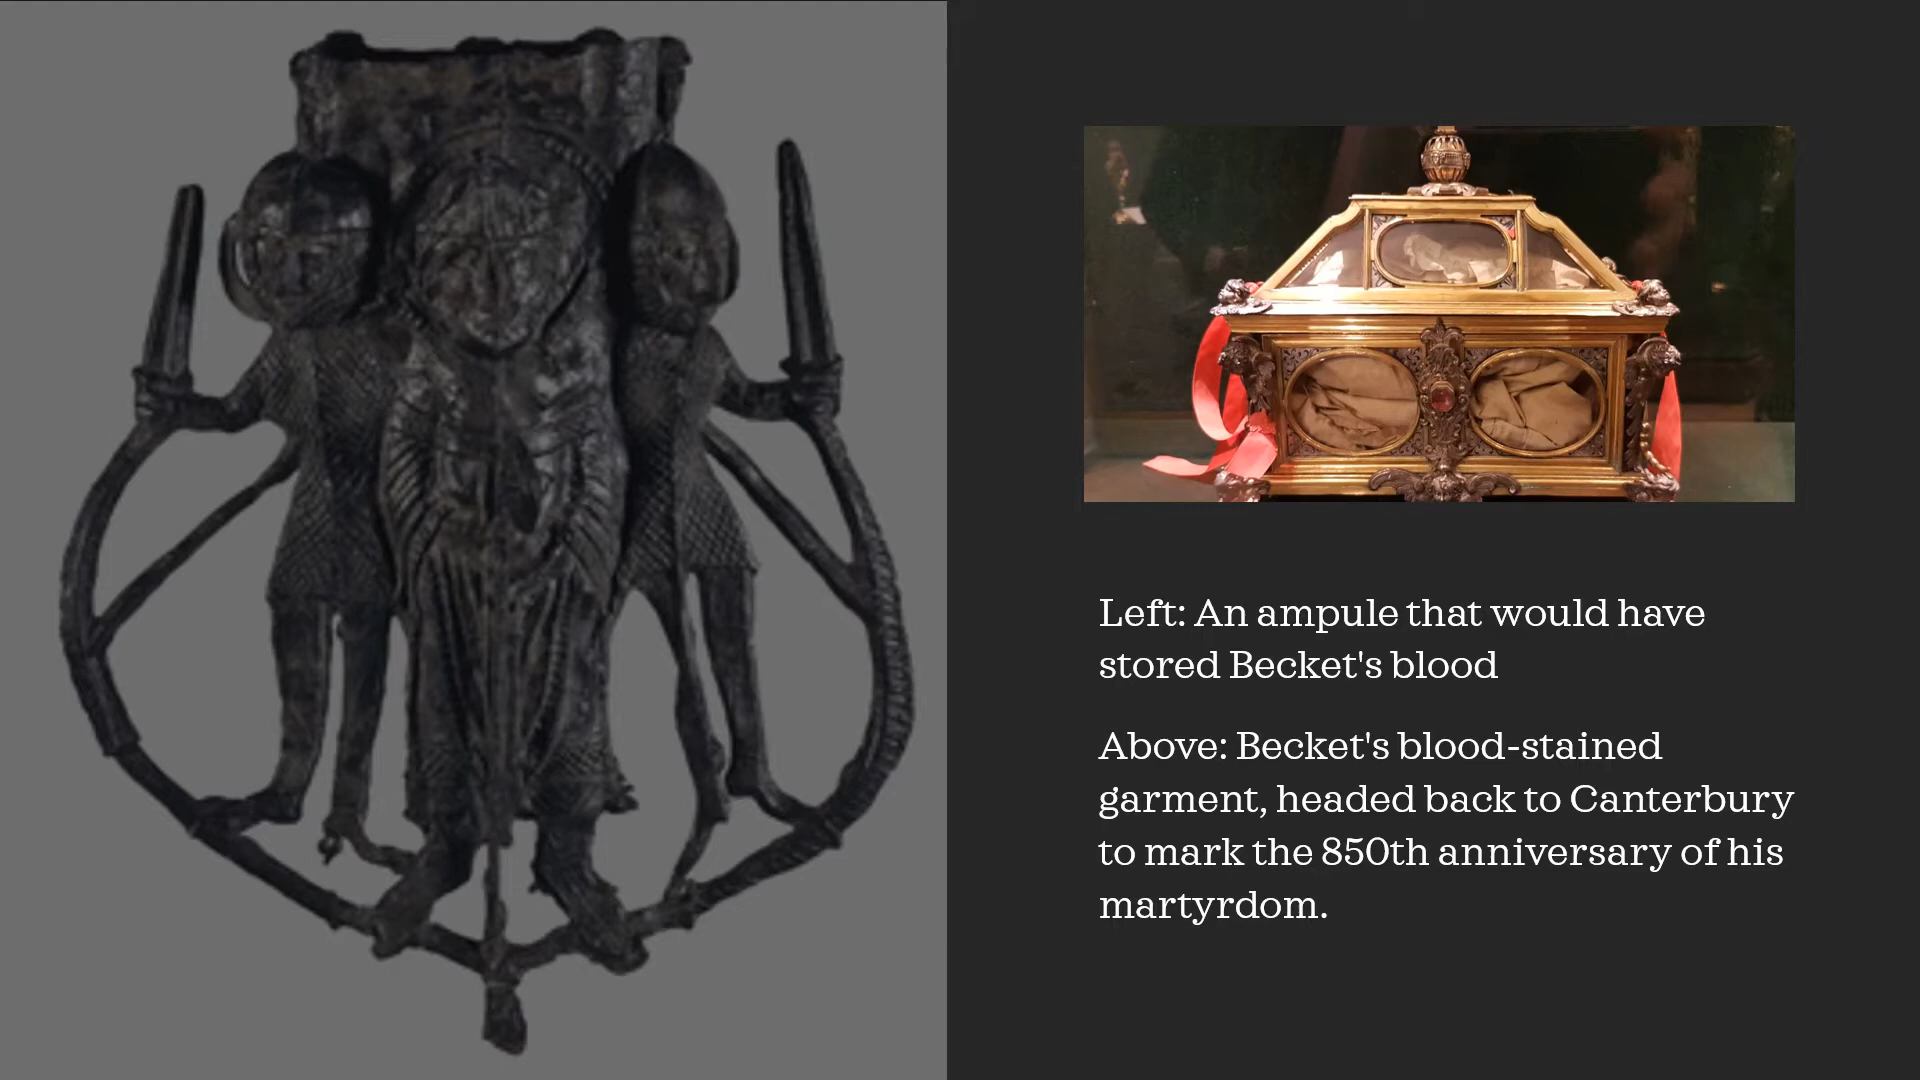 Left: An ampule that would have
stored Becket's blood
Above: Becket's blood-stained
garment, headed back to Canterbury
to mark the 850th anniversary of his
martyrdom.